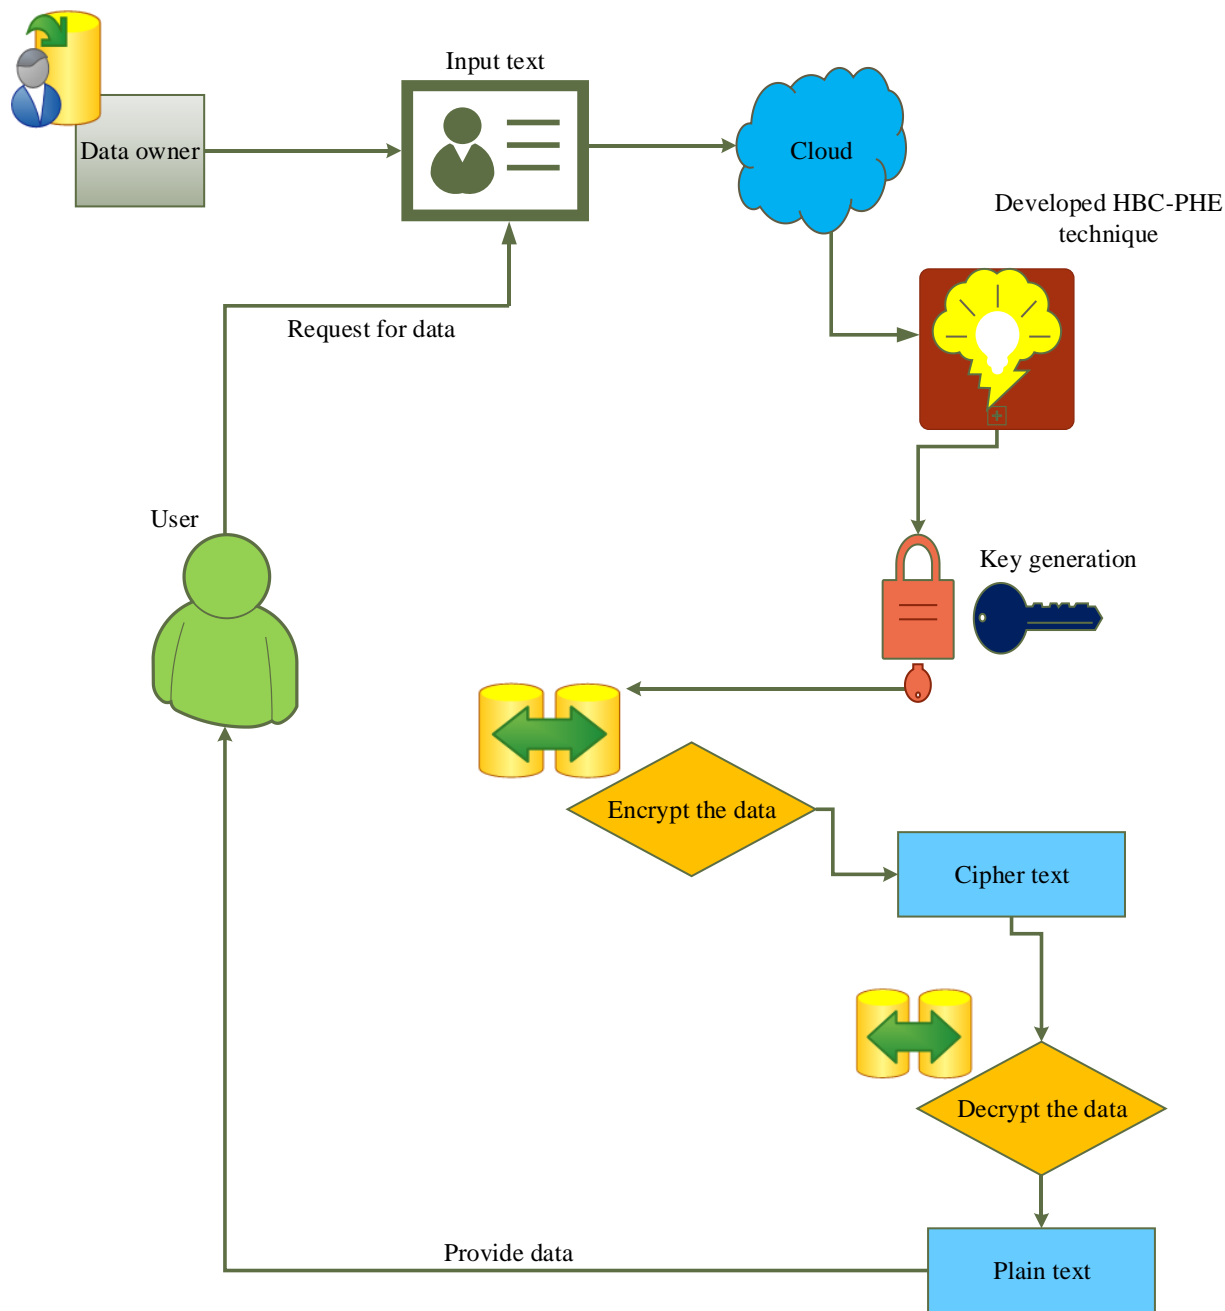 Input text
Data owner
Cloud
Developed HBC-PHE
technique
Request for data
User
Key generation
Encrypt the data
Cipher text
Decrypt the data
Provide data
Plain text